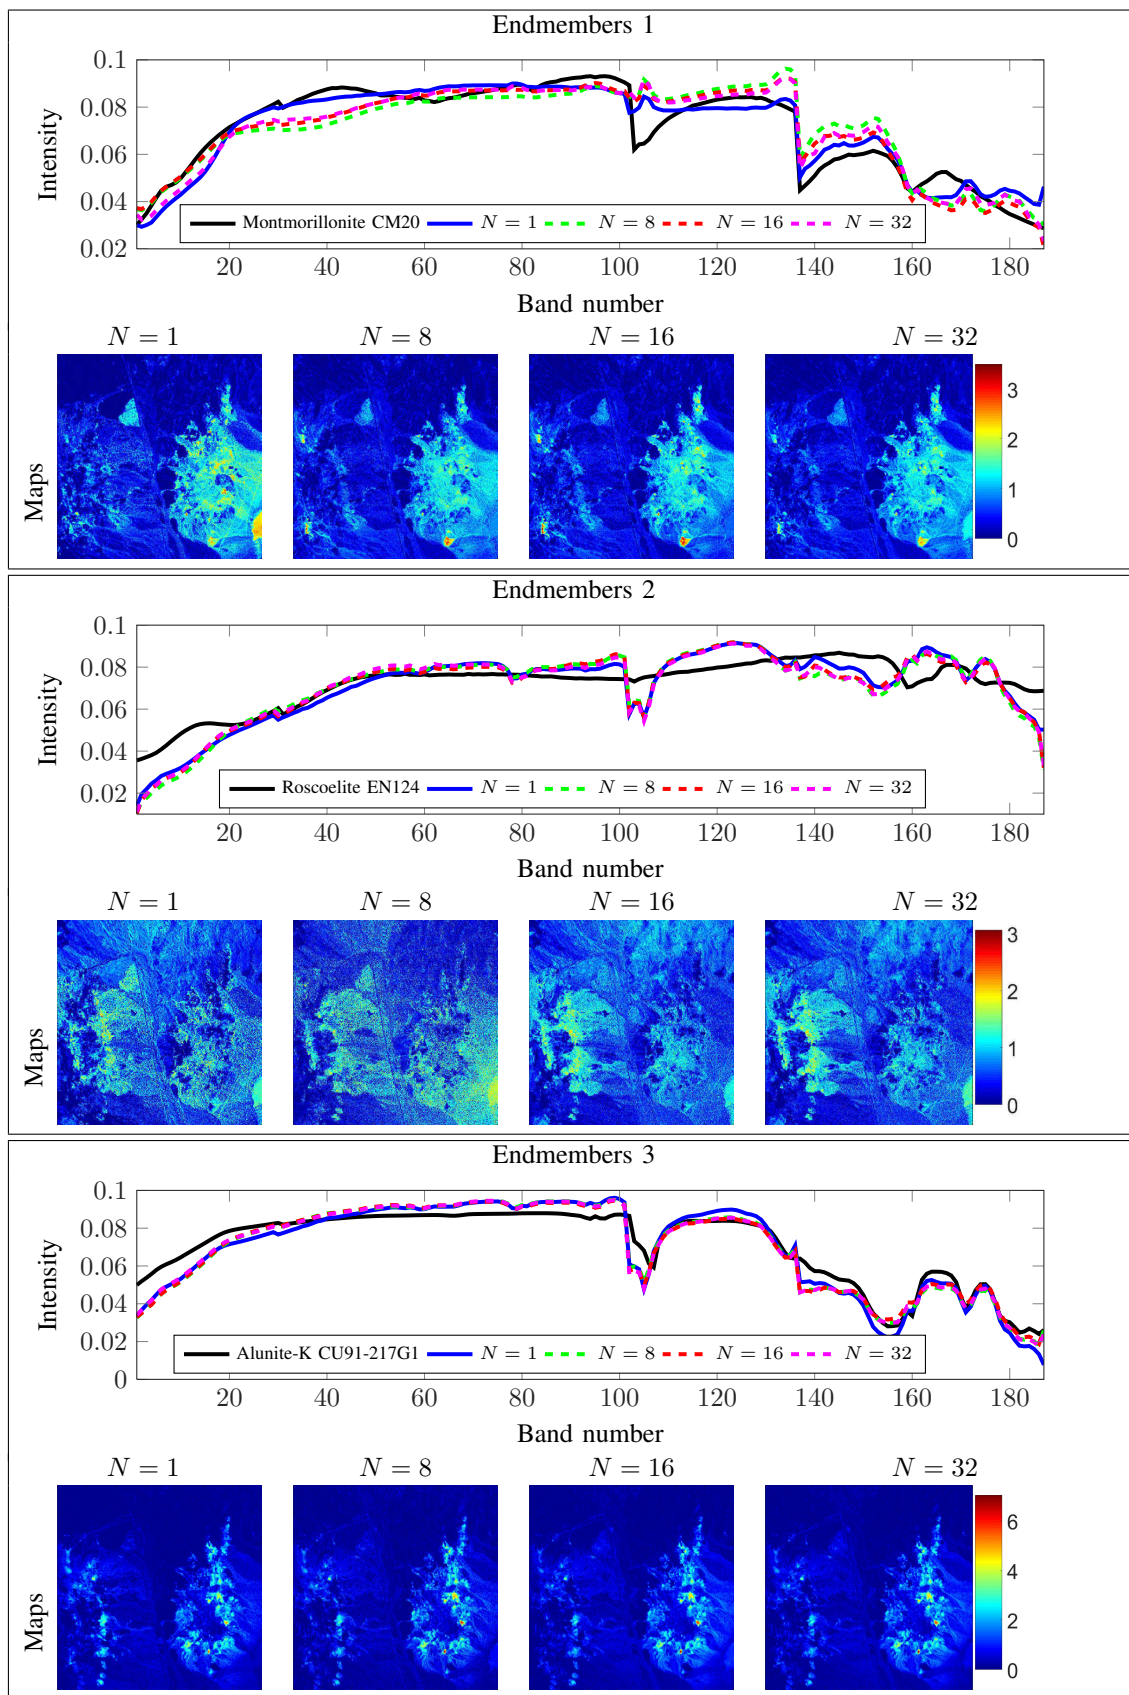 Endmembers 1
0.1
0.08
0.06
0.04
0.02
Intensity
Montmorillonite CM20 N = 1 N = 8 N = 16 N = 32
20 40 60 80 100 120 140 160 180
Band number
N = 1 N = 8 N = 16 N = 32
Maps
3
2
1
0
Endmembers 2
0.1
0.08
0.06
0.04
0.02
Intensity
Roscoelite EN124 N = 1 N = 8 N = 16 N = 32
20 40 60 80 100 120 140 160 180
Band number
N = 1 N = 8 N = 16 N = 32
Maps
3
2
1
0
Endmembers 3
0.1
0.08
0.06
0.04
0.02
0
Intensity
Alunite-K CU91-217G1 N = 1 N = 8 N = 16 N = 32
20 40 60 80 100 120 140 160 180
Band number
N = 1 N = 8 N = 16 N = 32
Maps
6
4
2
0